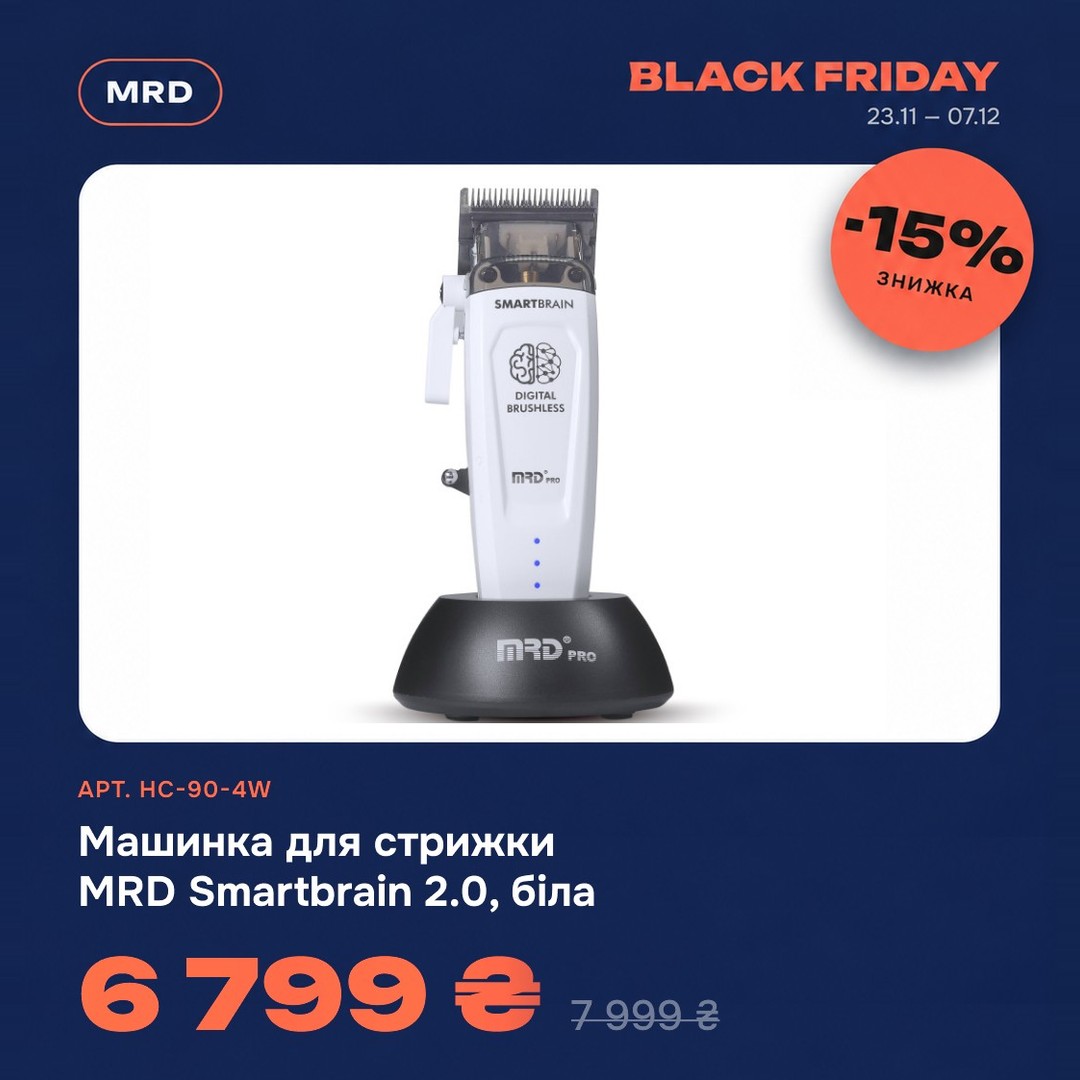 MRD
BLACK FRIDAY
23.11 – 07.12
-15%
ЗНИЖКА
SMARTBRAIN
DIGITAL
BRUSHLESS
MRD® PRO
MRD® PRO
АРТ. HC-90-4W
Машинка для стрижки
MRD Smartbrain 2.0, біла
6 799 ₴ 7 999 ₴